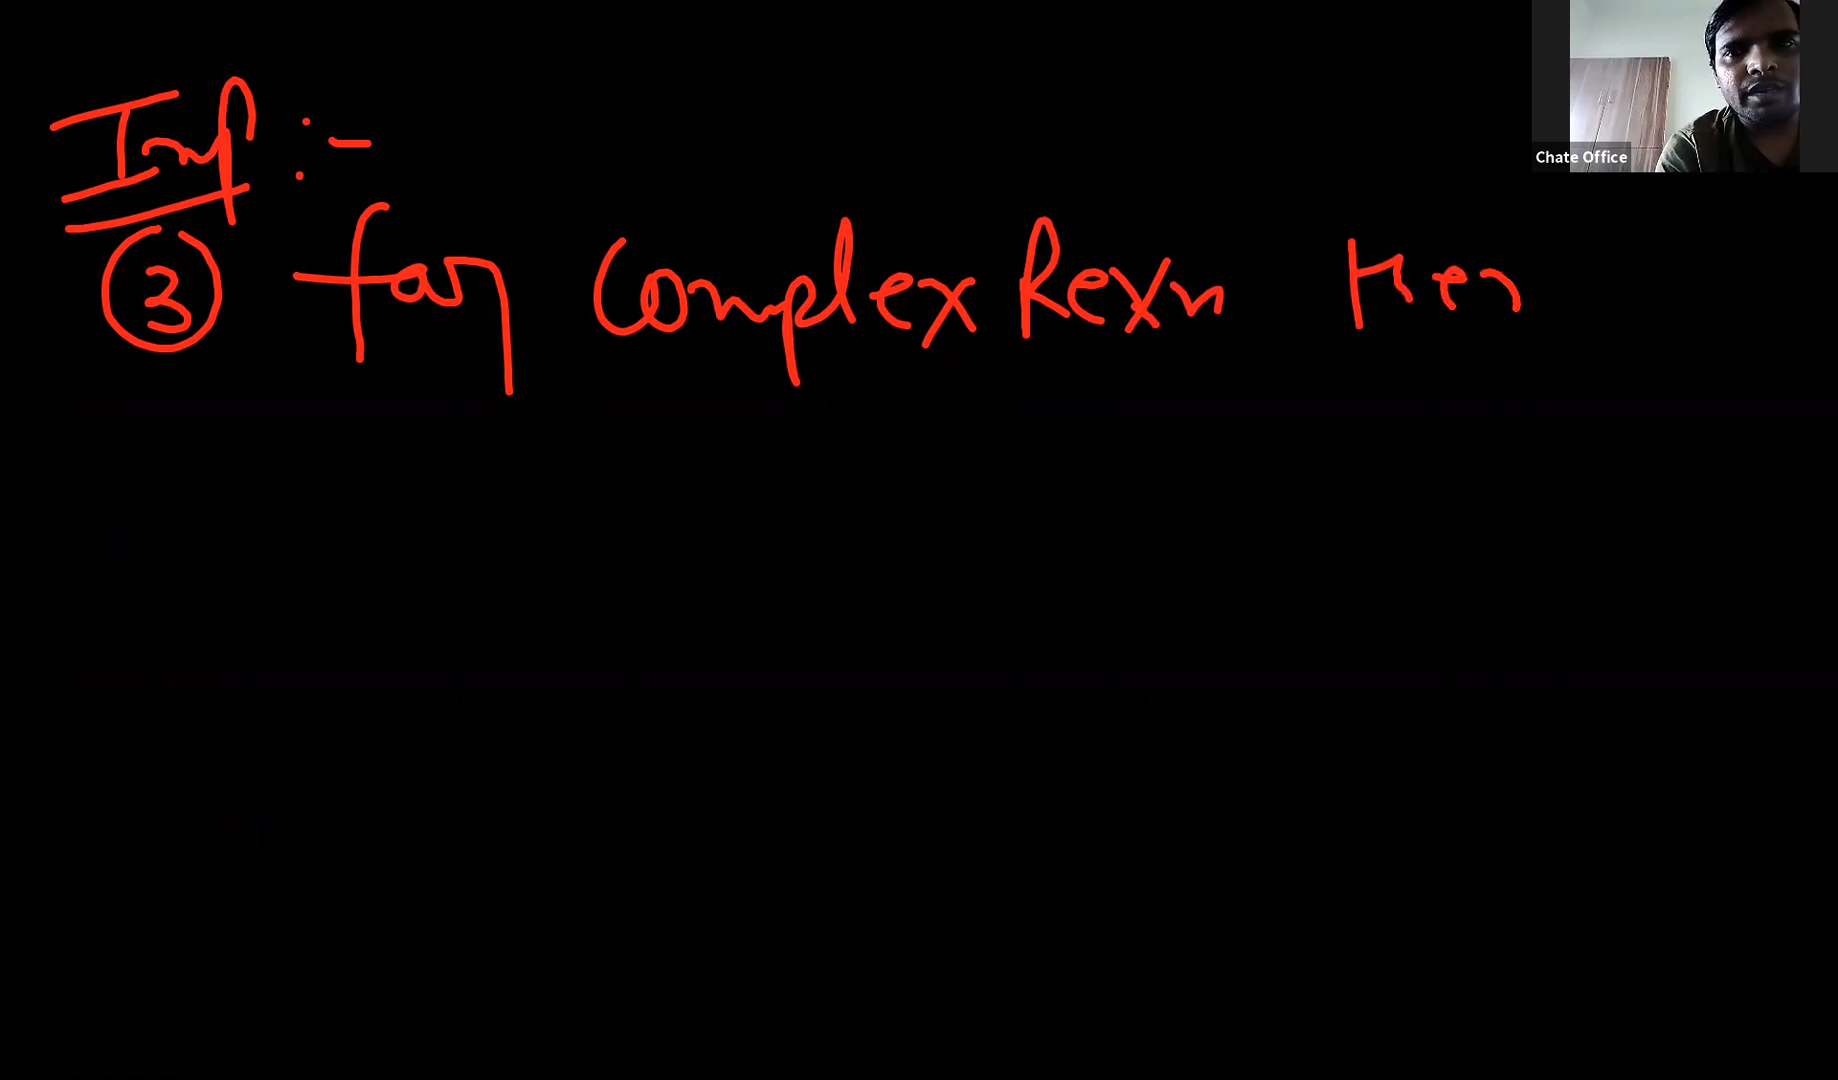 Imp :-
Chate Office
③ for Complex Rexn